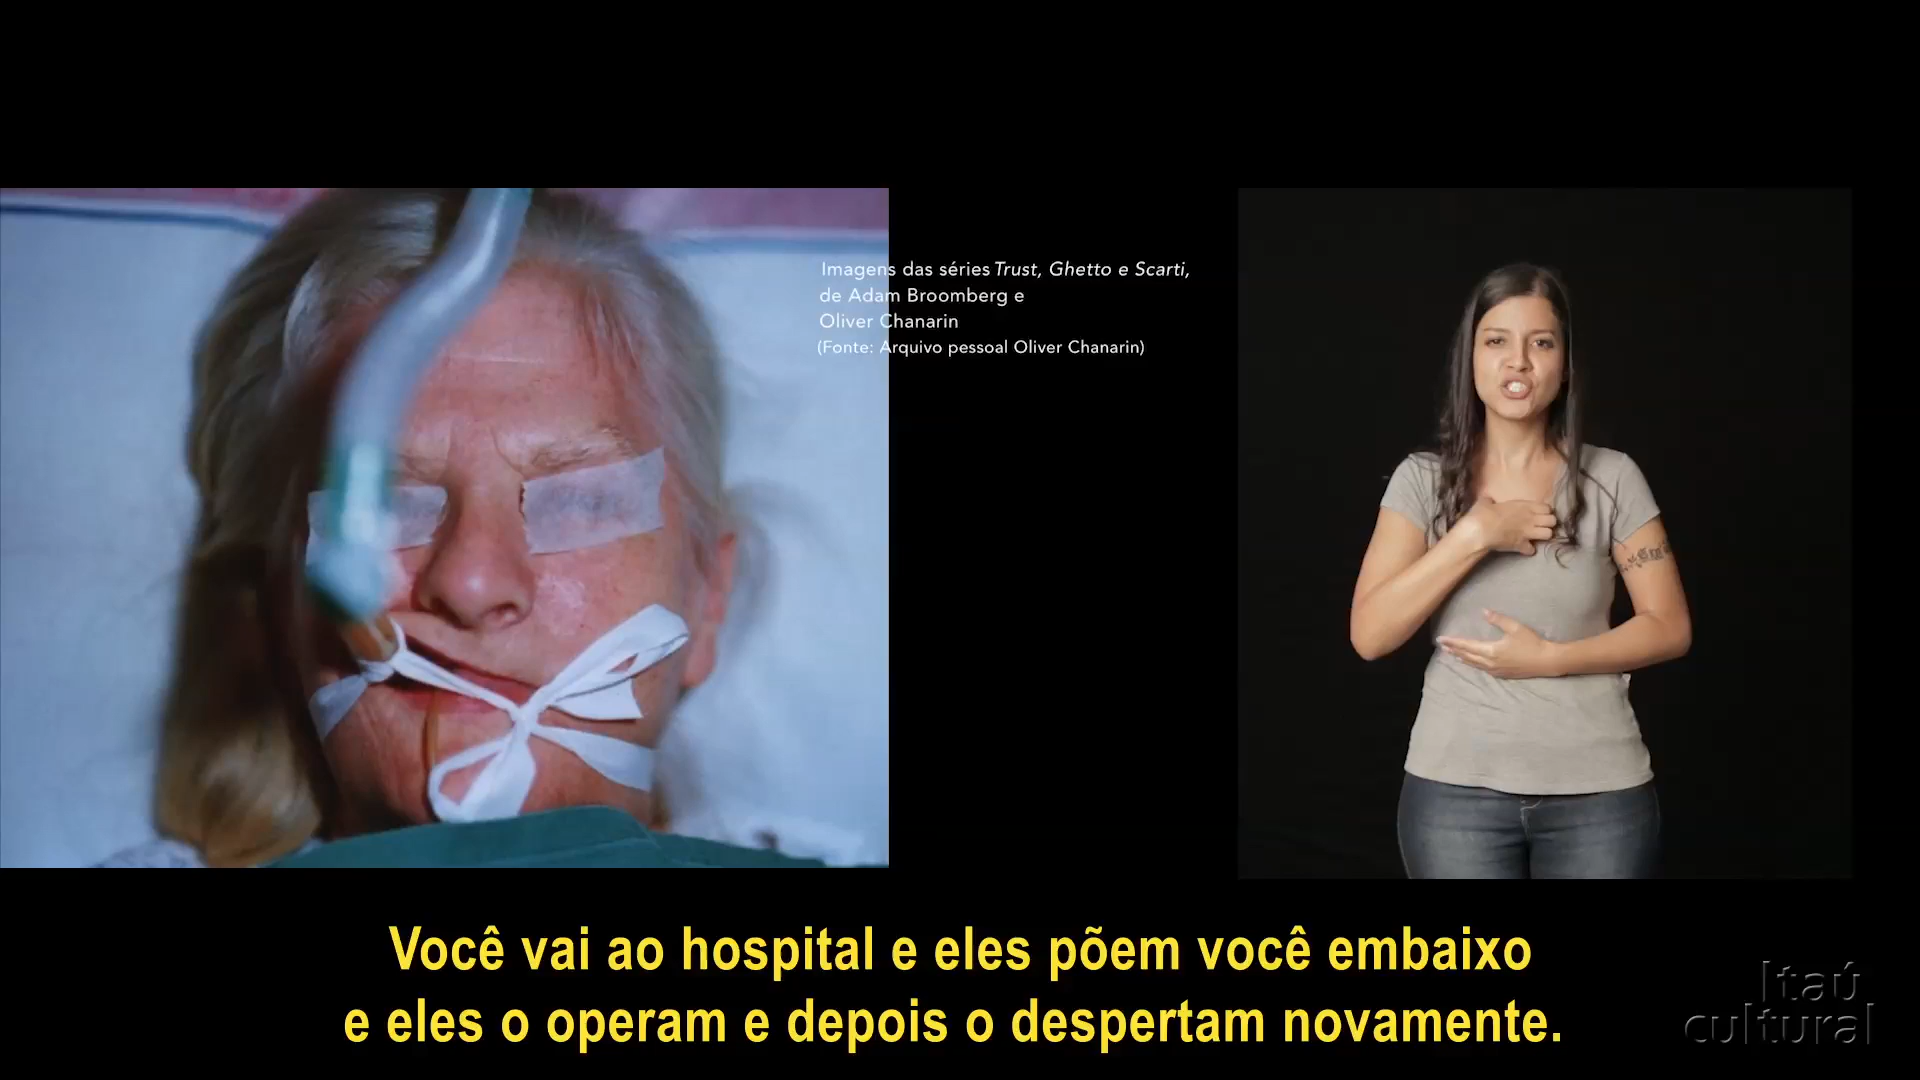 Imagens das séries Trust, Ghetto e Scarti,
de Adam Broomberg e
Oliver Chanarin
(Fonte: Arquivo pessoal Oliver Chanarin)
Você vai ao hospital e eles põem você embaixo
e eles o operam e depois o despertam novamente.
Itaú
cultural